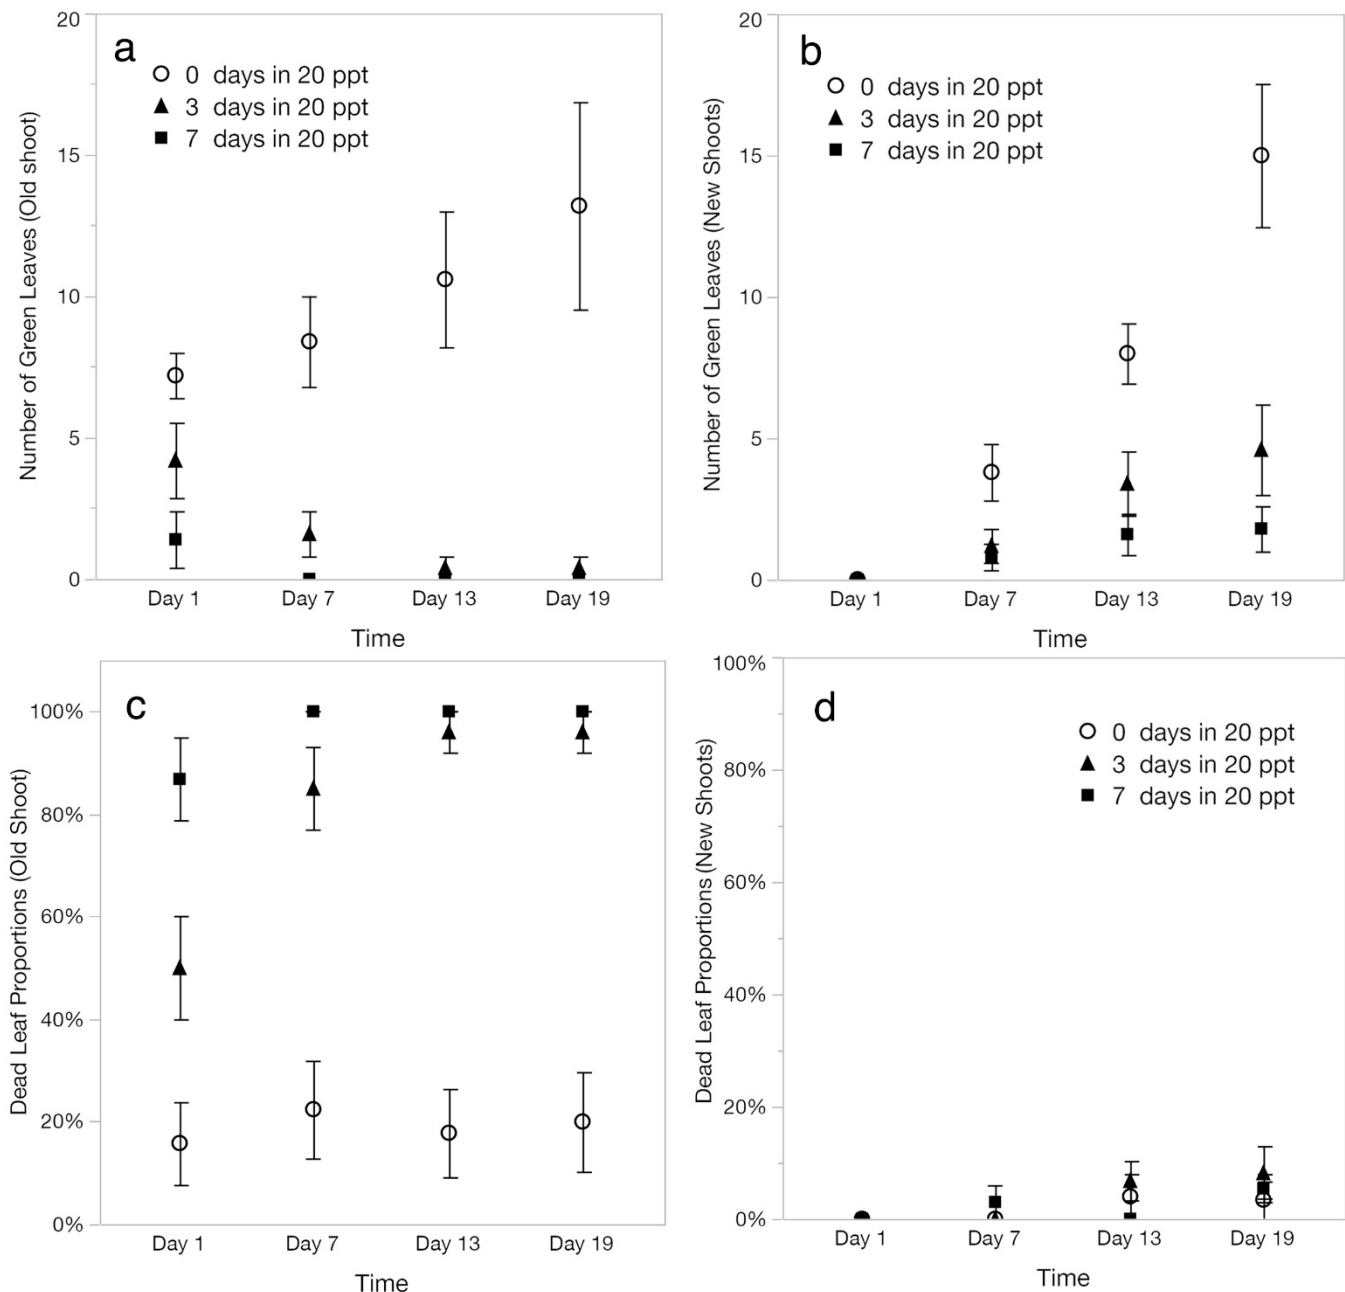 a
0 days in 20 ppt
3 days in 20 ppt
7 days in 20 ppt
Number of Green Leaves (Old shoot)
20
15
10
5
0
Day 1
Day 7
Day 13
Day 19
Time
b
0 days in 20 ppt
3 days in 20 ppt
7 days in 20 ppt
Number of Green Leaves (New Shoots)
20
15
10
5
0
Day 1
Day 7
Day 13
Day 19
Time
c
Dead Leaf Proportions (Old Shoot)
100%
80%
60%
40%
20%
0%
Day 1
Day 7
Day 13
Day 19
Time
d
0 days in 20 ppt
3 days in 20 ppt
7 days in 20 ppt
Dead Leaf Proportions (New Shoots)
100%
80%
60%
40%
20%
0%
Day 1
Day 7
Day 13
Day 19
Time